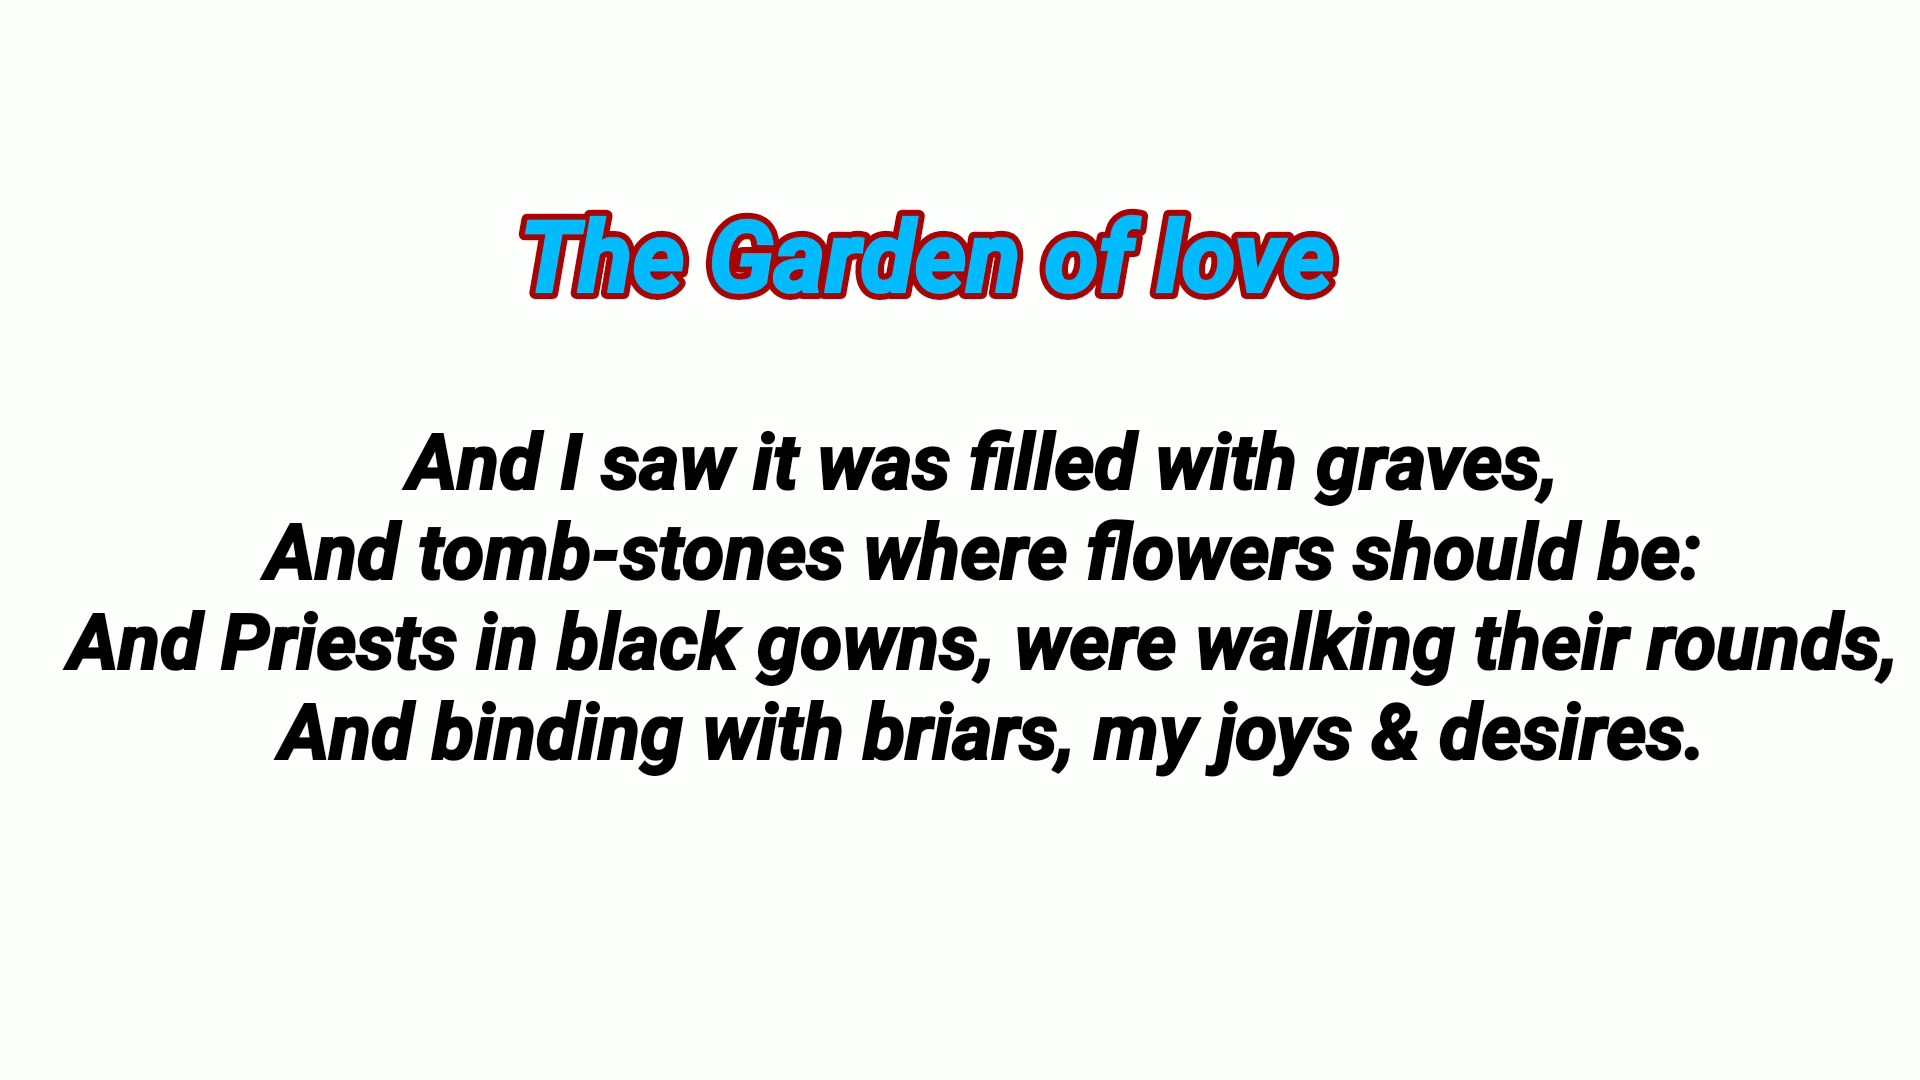 The Garden of love
And I saw it was filled with graves,
And tomb-stones where flowers should be:
And Priests in black gowns, were walking their rounds,
And binding with briars, my joys & desires.